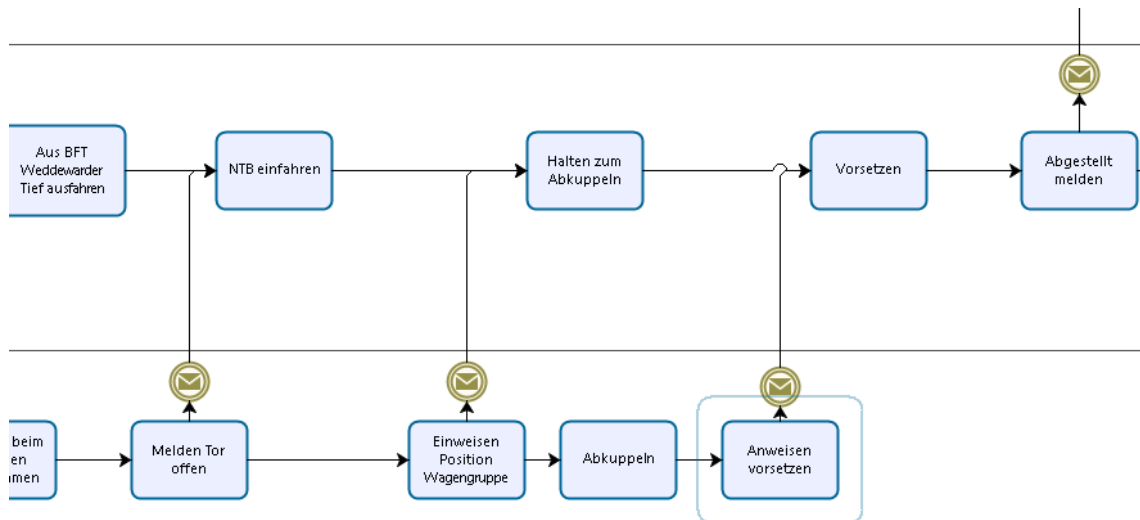 Aus BFT
Weddewarder
Tief ausfahren
NTB einfahren
Halten zum
Abkuppeln
Vorsetzen
Abgestellt
melden
beim
Melden Tor
offen
Einweisen
Position
Wagengruppe
Abkuppeln
Anweisen
vorsetzen